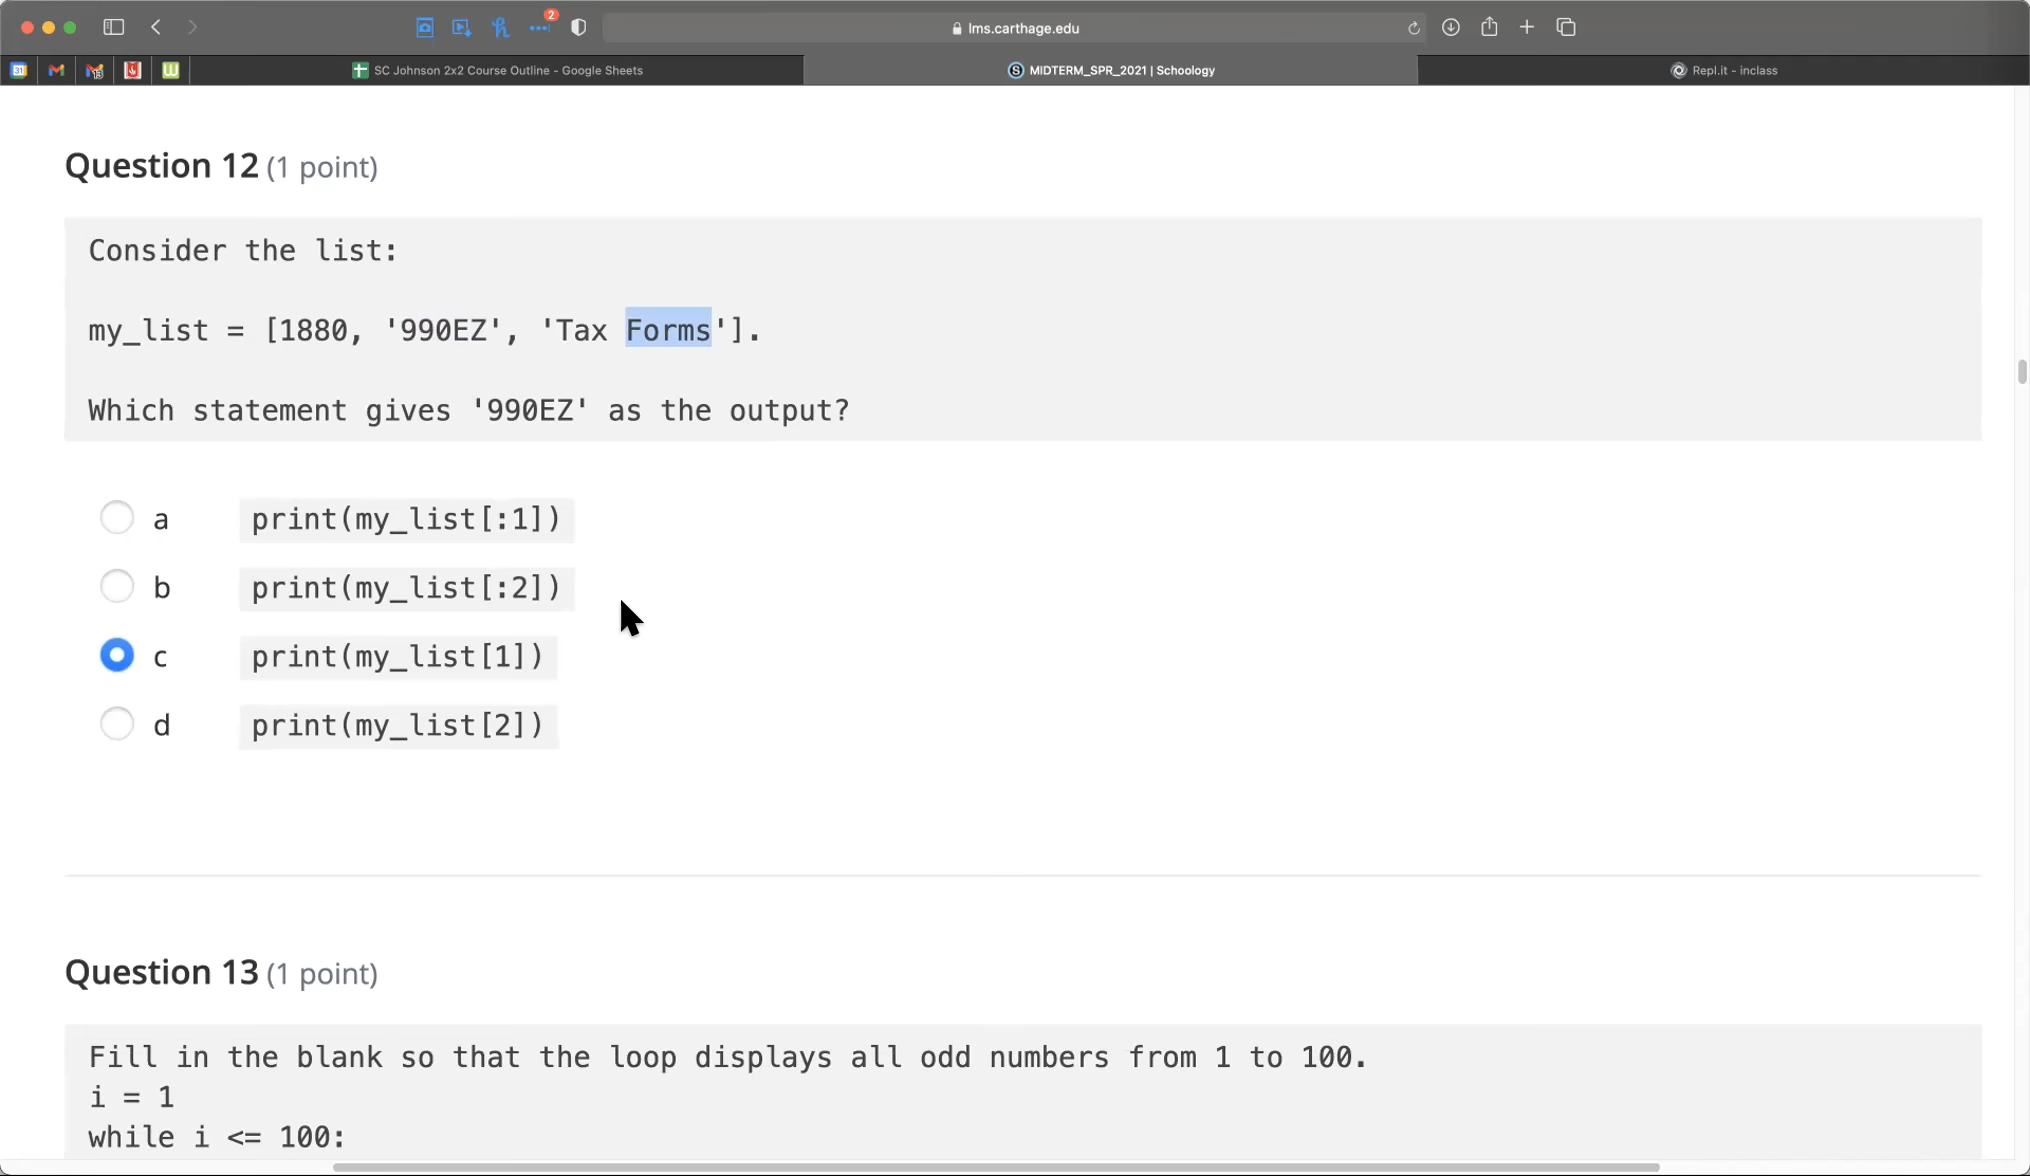 2
lms.carthage.edu
31
13
W
SC Johnson 2x2 Course Outline - Google Sheets
S MIDTERM_SPR_2021 | Schoology
Repl.it - inclass
Question 12 (1 point)
Consider the list:
my_list = [1880, '990EZ', 'Tax Forms'].
Which statement gives '990EZ' as the output?
a print(my_list[:1])
b print(my_list[:2])
c print(my_list[1])
d print(my_list[2])
Question 13 (1 point)
Fill in the blank so that the loop displays all odd numbers from 1 to 100.
i = 1
while i <= 100: